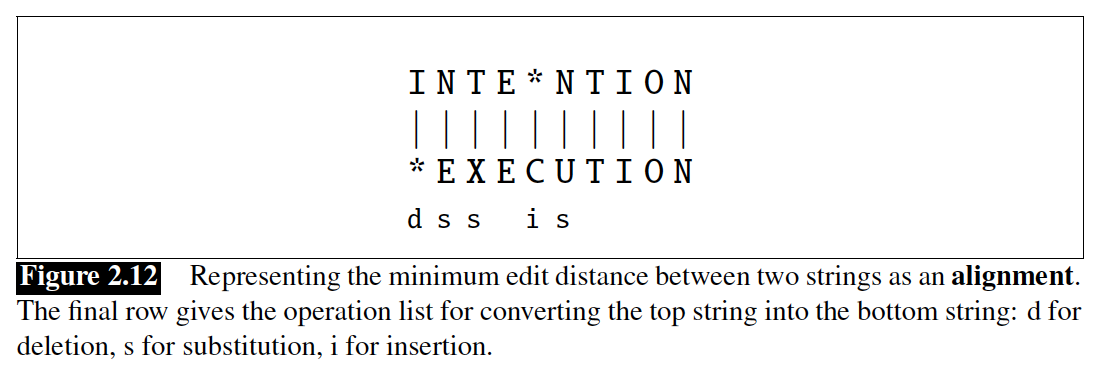 I N T E * N T I O N
| | | | | | | | | |
* E X E C U T I O N
d s s i s
Figure 2.12 Representing the minimum edit distance between two strings as an alignment.
The final row gives the operation list for converting the top string into the bottom string: d for
deletion, s for substitution, i for insertion.